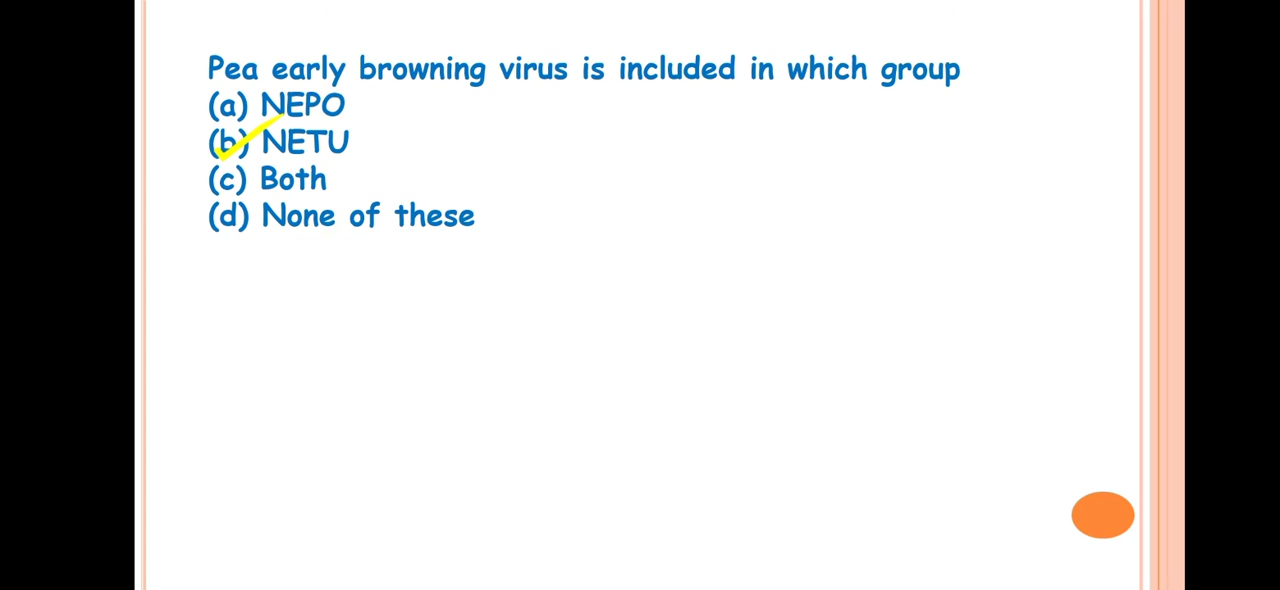 Pea early browning virus is included in which group
(a) NEPO
(b) NETU
(c) Both
(d) None of these